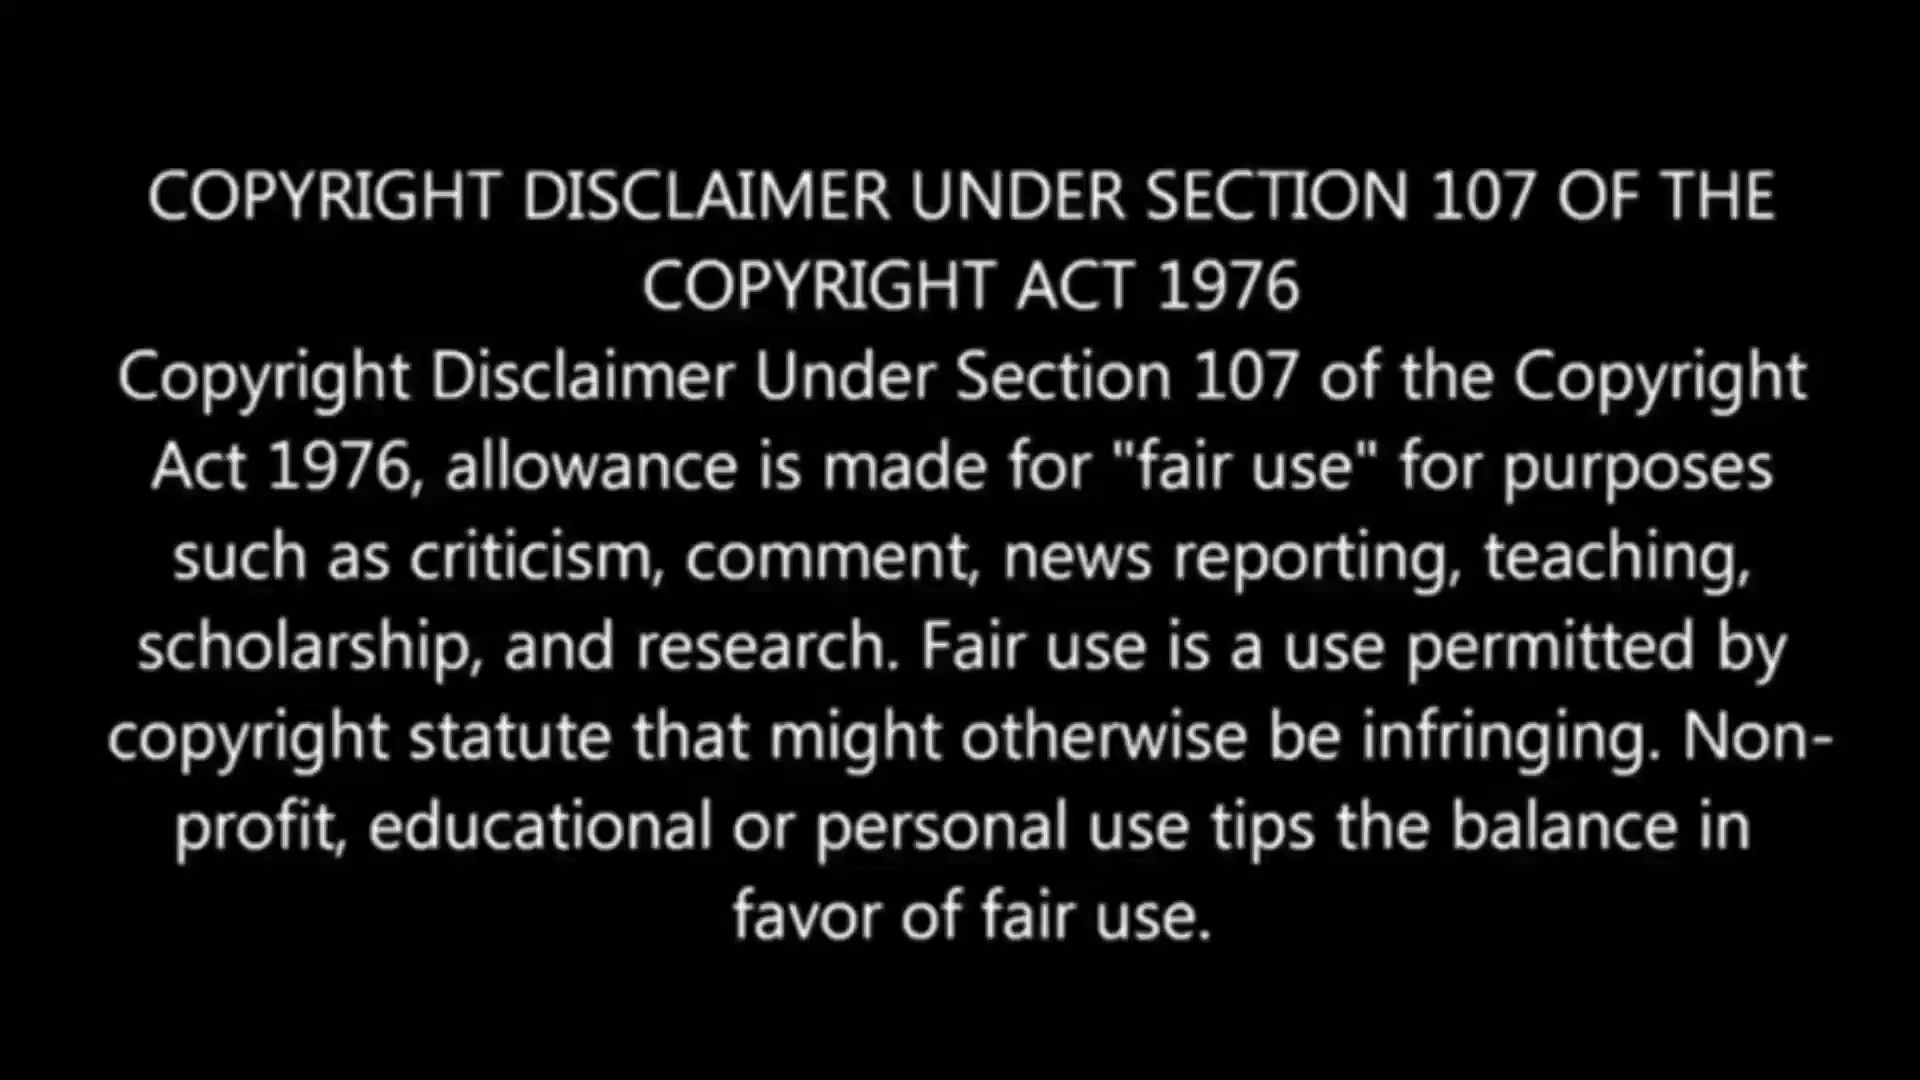 COPYRIGHT DISCLAIMER UNDER SECTION 107 OF THE
COPYRIGHT ACT 1976
Copyright Disclaimer Under Section 107 of the Copyright
Act 1976, allowance is made for "fair use" for purposes
such as criticism, comment, news reporting, teaching,
scholarship, and research. Fair use is a use permitted by
copyright statute that might otherwise be infringing. Non-
profit, educational or personal use tips the balance in
favor of fair use.